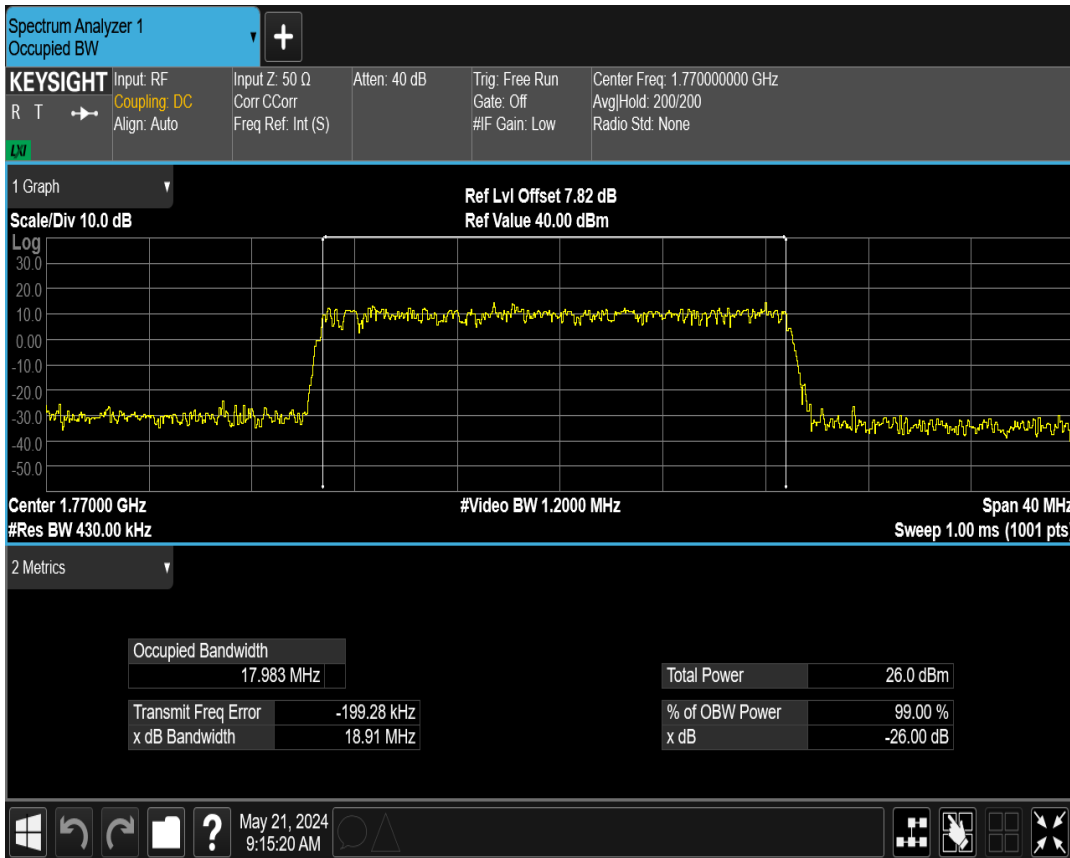 Spectrum Analyzer 1
Occupied BW
KEYSIGHT
R T
LXI
Input: RF
Coupling: DC
Align: Auto
Input Z: 50 Ω
Corr CCorr
Freq Ref: Int (S)
Atten: 40 dB
Trig: Free Run
Gate: Off
#IF Gain: Low
Center Freq: 1.770000000 GHz
Avg|Hold: 200/200
Radio Std: None
1 Graph
Scale/Div 10.0 dB
Ref Lvl Offset 7.82 dB
Ref Value 40.00 dBm
Log
30.0
20.0
10.0
0.00
-10.0
-20.0
-30.0
-40.0
-50.0
Center 1.77000 GHz
#Video BW 1.2000 MHz
Span 40 MHz
#Res BW 430.00 kHz
Sweep 1.00 ms (1001 pts)
2 Metrics
Occupied Bandwidth
17.983 MHz
Transmit Freq Error -199.28 kHz
x dB Bandwidth 18.91 MHz
Total Power 26.0 dBm
% of OBW Power 99.00 %
x dB -26.00 dB
?
May 21, 2024
9:15:20 AM